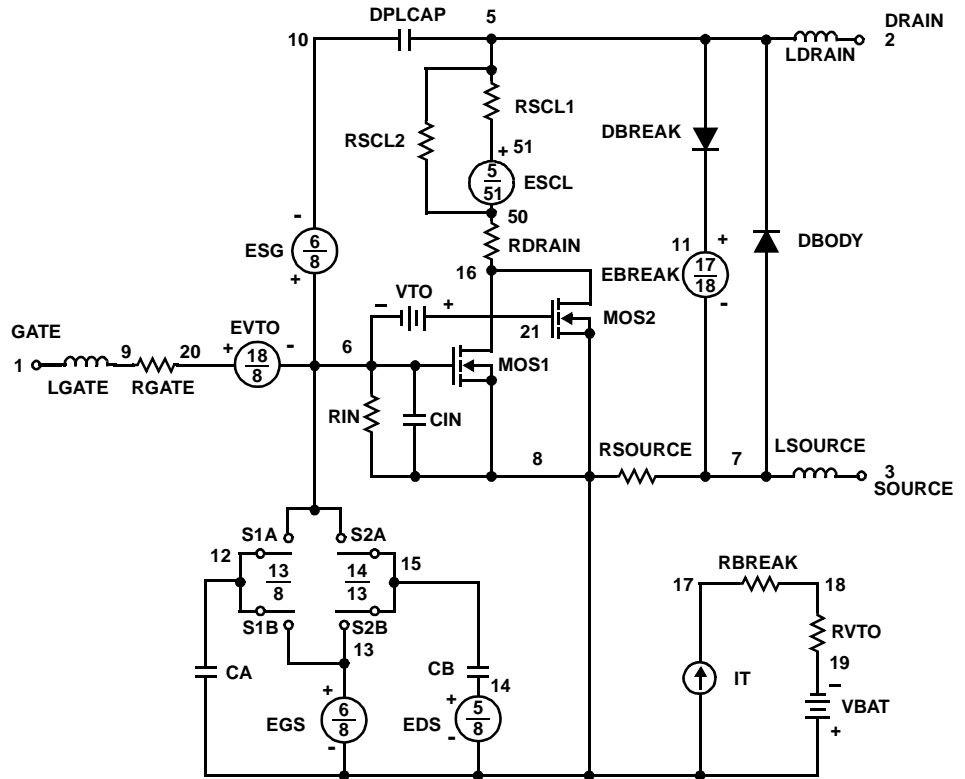 DPLCAP 5 DRAIN
10 2
LDRAIN
RSCL1
RSCL2 DBREAK
+ 51
5
51
ESCL
50
- RDRAIN
ESG 6
8
+
11 +
EBREAK 17
18
-
DBODY
16
VTO
- +
MOS2
21
GATE EVTO
1 9 20 + 18
8
- 6 MOS1
LGATE RGATE
RIN CIN
8 RSOURCE 7 LSOURCE
3
SOURCE
S1A S2A
12 13
8
14
13
15
S1B S2B
13
RBREAK
17 18
RVTO
19
CA CB
14
IT - VBAT
+
+ +
EGS 6
8
EDS 5
8
- -